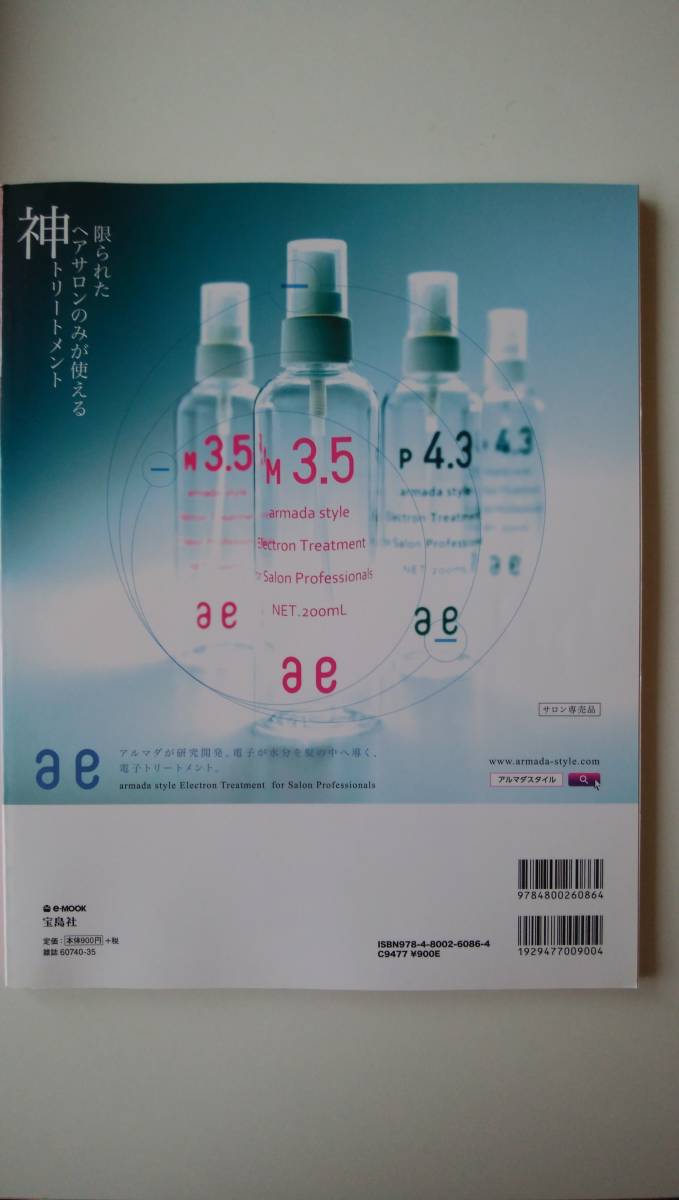 限られた
ヘアサロンのみが使える
神トリートメント
M 3.5
armada style
M 3.5
armada style
Electron Treatment
for Salon Professionals
NET.200mL
P 4.3
armada style
Electron Treatment
for Salon Professionals
NET.200mL
4.3
サロン専売品
ae
アルマダが研究開発。電子が水分を髪の中へ導く、
電子トリートメント。
armada style Electron Treatment for Salon Professionals
www.armada-style.com
アルマダスタイル
9784800260864
e-MOOK
宝島社
定価：本体900円+税
雑誌 60740-35
ISBN978-4-8002-6086-4
C9477 ¥900E
1929477009004